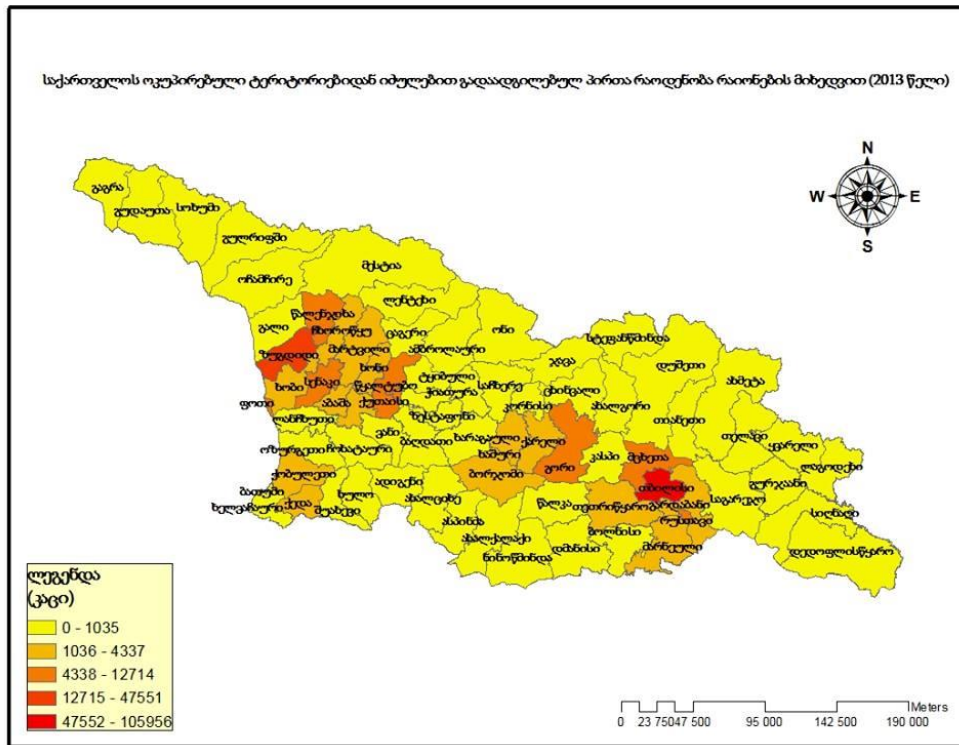 საქართველოს ოკუპირებული ტერიტორიებიდან იძულებით გადაადგილებულ პირთა რაოდენობა რაიონების მიხედვით (2013 წელი)
N
W E
S
გაგრა
გუდაუთა
სოხუმი
გულრიფში
ოჩამჩირე
მესტია
წალენჯიხა
ლენტეხი
გალი
ჩხოროწყუ
ცაგერი
ონი
სტეფანწმინდა
ზუგდიდი
მარტვილი
ამბროლაური
ჯავა
დუშეთი
ხონი
ახმეტა
ხობი
სენაკი
წყალტუბო
ტყიბული
ჭიათურა
საჩხერე
ცხინვალი
ფოთი
აბაშა
ქუთაისი
ზესტაფონი
კორნისი
ახალგორი
თიანეთი
ლანჩხუთი
ვანი
ბაღდათი
ხარაგაული
ქარელი
თელავი
ყვარელი
ოზურგეთი
ჩოხატაური
ხაშური
გორი
კასპი
მცხეთა
ლაგოდეხი
ქობულეთი
ბორჯომი
თბილისი
გურჯაანი
ბათუმი
ადიგენი
ახალციხე
წალკა
თეთრიწყარო
გარდაბანი
საგარეჯო
ხელვაჩაური
ქედა
ხულო
შუახევი
ასპინძა
რუსთავი
სიღნაღი
ახალქალაქი
ბოლნისი
ნინოწმინდა
დმანისი
მარნეული
დედოფლისწყარო
ლეგენდა
(კაცი)
0 - 1035
1036 - 4337
4338 - 12714
12715 - 47551
47552 - 105956
Meters
0 23 750 47 500 95 000 142 500 190 000